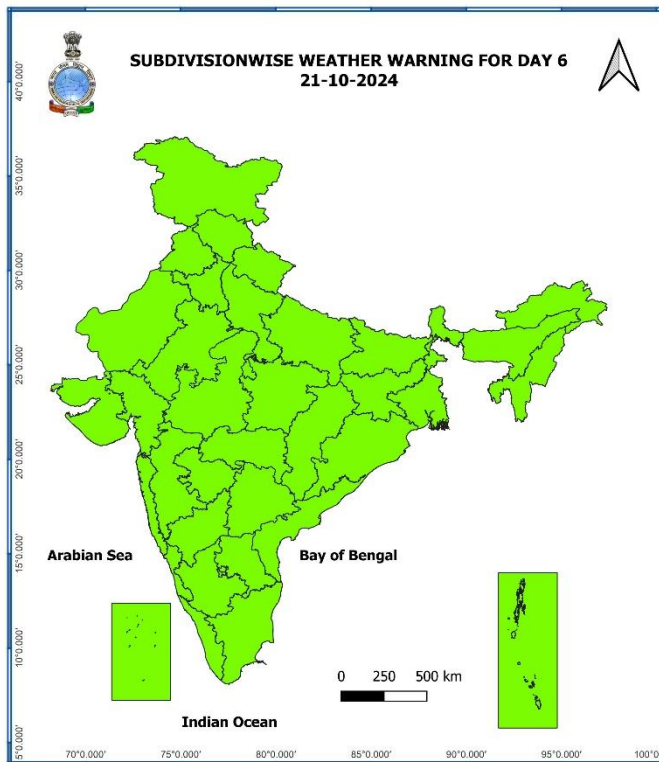 SUBDIVISIONWISE WEATHER WARNING FOR DAY 6
21-10-2024
40°0.000'
35°0.000'
30°0.000'
25°0.000'
20°0.000'
15°0.000'
10°0.000'
5°0.000'
Arabian Sea
Bay of Bengal
0 250 500 km
Indian Ocean
70°0.000' 75°0.000' 80°0.000' 85°0.000' 90°0.000' 95°0.000' 100°0.000'